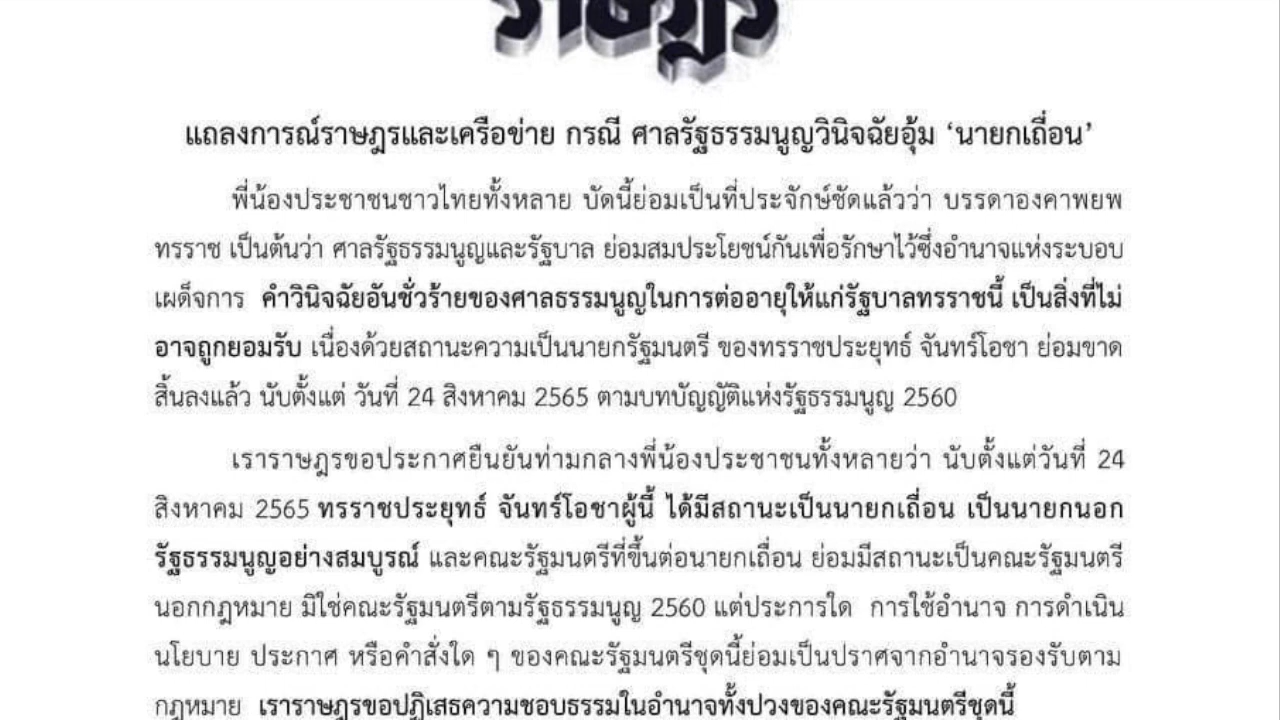 ราษฎร
แถลงการณ์ราษฎรและเครือข่าย กรณี ศาลรัฐธรรมนูญวินิจฉัยอุ้ม ‘นายกเถื่อน’
พี่น้องประชาชนชาวไทยทั้งหลาย บัดนี้ย่อมเป็นที่ประจักษ์ชัดแล้วว่า บรรดาองคาพยพ
ทรราช เป็นต้นว่า ศาลรัฐธรรมนูญและรัฐบาล ย่อมสมประโยชน์กันเพื่อรักษาไว้ซึ่งอำนาจแห่งระบอบ
เผด็จการ คำวินิจฉัยอันชั่วร้ายของศาลธรรมนูญในการต่ออายุให้แก่รัฐบาลทรราชนี้ เป็นสิ่งที่ไม่
อาจถูกยอมรับ เนื่องด้วยสถานะความเป็นนายกรัฐมนตรี ของทรราชประยุทธ์ จันทร์โอชา ย่อมขาด
สิ้นลงแล้ว นับตั้งแต่ วันที่ 24 สิงหาคม 2565 ตามบทบัญญัติแห่งรัฐธรรมนูญ 2560
เราราษฎรขอประกาศยืนยันท่ามกลางพี่น้องประชาชนทั้งหลายว่า นับตั้งแต่วันที่ 24
สิงหาคม 2565 ทรราชประยุทธ์ จันทร์โอชาผู้นี้ ได้มีสถานะเป็นนายกเถื่อน เป็นนายกนอก
รัฐธรรมนูญอย่างสมบูรณ์ และคณะรัฐมนตรีที่ขึ้นต่อนายกเถื่อน ย่อมมีสถานะเป็นคณะรัฐมนตรี
นอกกฎหมาย มิใช่คณะรัฐมนตรีตามรัฐธรรมนูญ 2560 แต่ประการใด การใช้อำนาจ การดำเนิน
นโยบาย ประกาศ หรือคำสั่งใด ๆ ของคณะรัฐมนตรีชุดนี้ย่อมเป็นปราศจากอำนาจรองรับตาม
กฎหมาย เราราษฎรขอปฏิเสธความชอบธรรมในอำนาจทั้งปวงของคณะรัฐมนตรีชุดนี้